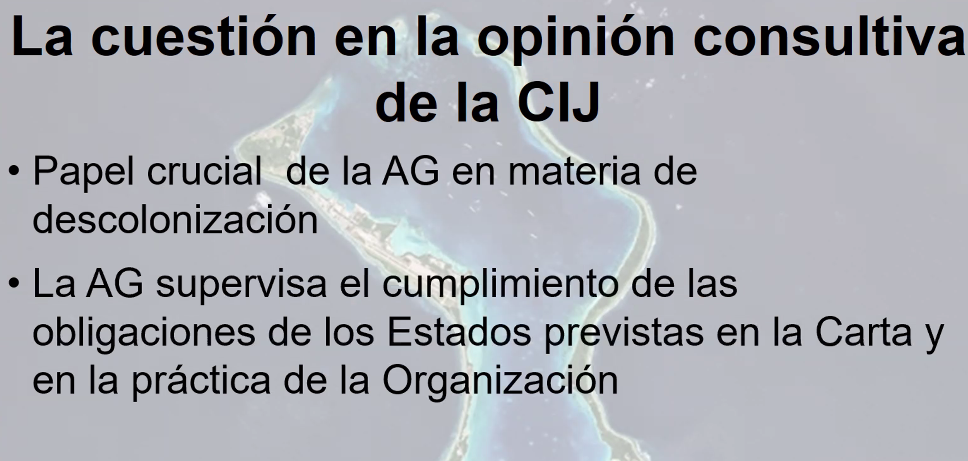 La cuestión en la opinión consultiva
de la CIJ
• Papel crucial de la AG en materia de
descolonización
• La AG supervisa el cumplimiento de las
obligaciones de los Estados previstas en la Carta y
en la práctica de la Organización